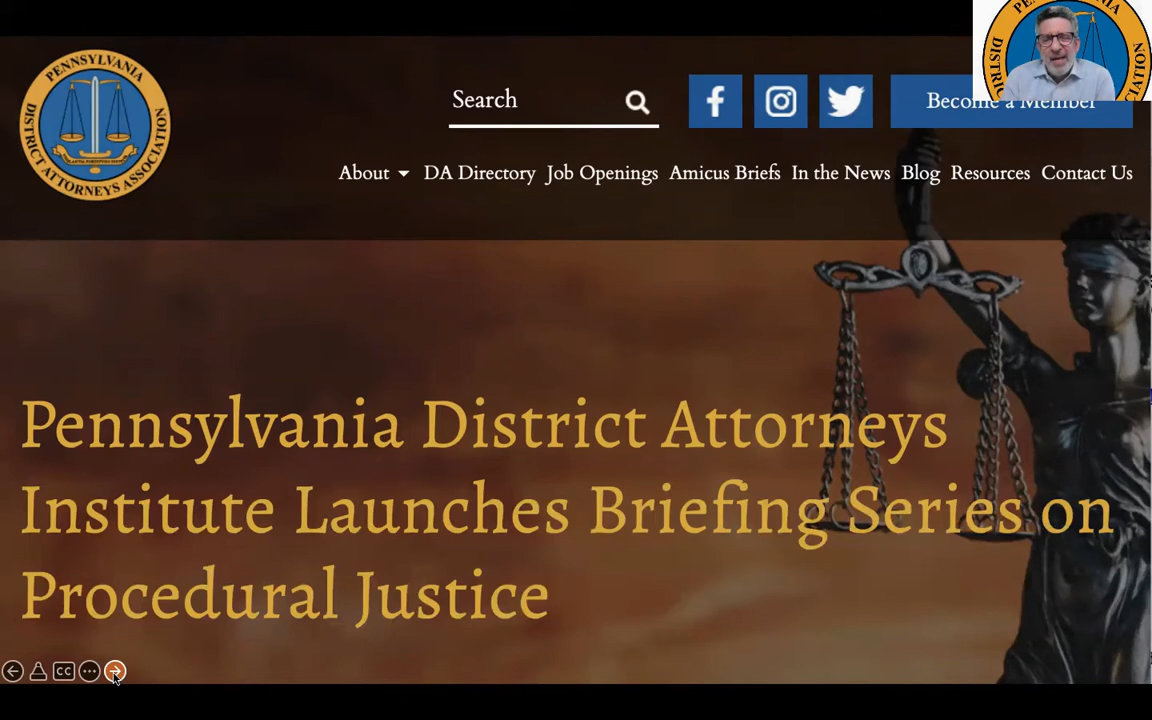 PENNSYLVANIA
DISTRICT ATTORNEYS ASSOCIATION
Search
Become a Member
About
DA Directory
Job Openings
Amicus Briefs
In the News
Blog
Resources
Contact Us
Pennsylvania District Attorneys
Institute Launches Briefing Series on
Procedural Justice
CC